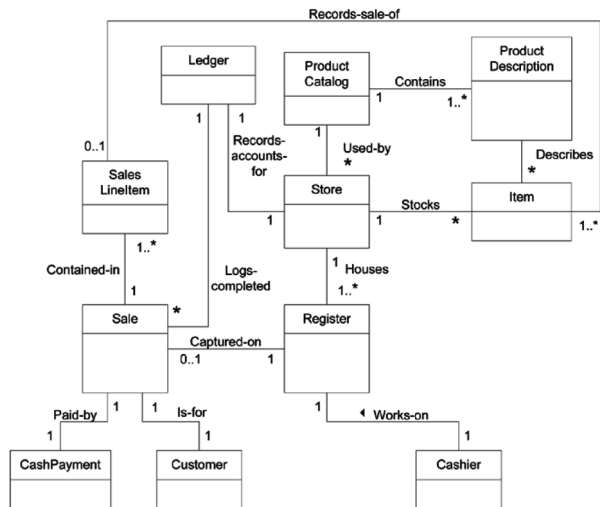 Records-sale-of
Ledger
Product
Catalog
Product
Description
Contains
1
1..*
1
1
1
Records-
accounts-
for
Used-by
*
0..1
Describes
*
Sales
LineItem
Store
Stocks
Item
1
1
*
1..*
1..*
1
Contained-in
Logs-
completed
Houses
1
*
1..*
Sale
Register
Captured-on
0..1
1
Paid-by
1
1
Is-for
1
Works-on
1
1
1
CashPayment
Customer
Cashier